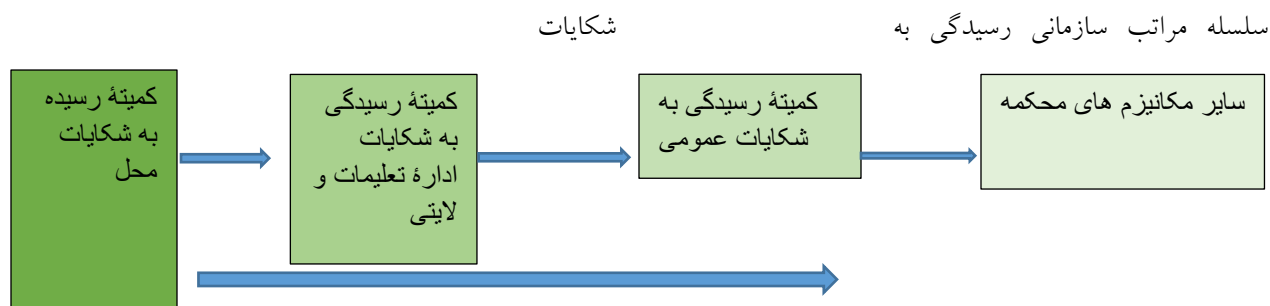 سلسله مراتب سازمانی رسیدگی به شکایات
کمیتهٔ رسیده
به شکایات
محل
کمیتهٔ رسیدگی
به شکایات
ادارهٔ تعلیمات و
لایتی
کمیتهٔ رسیدگی به
شکایات عمومی
سایر مکانیزم های محکمه